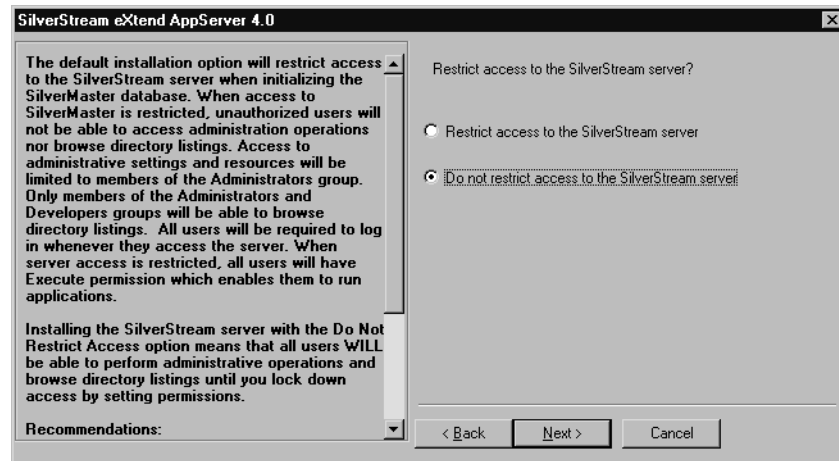 SilverStream eXtend AppServer 4.0
The default installation option will restrict access
to the SilverStream server when initializing the
SilverMaster database. When access to
SilverMaster is restricted, unauthorized users will
not be able to access administration operations
nor browse directory listings. Access to
administrative settings and resources will be
limited to members of the Administrators group.
Only members of the Administrators and
Developers groups will be able to browse
directory listings. All users will be required to log
in whenever they access the server. When
server access is restricted, all users will have
Execute permission which enables them to run
applications.
Installing the SilverStream server with the Do Not
Restrict Access option means that all users WILL
be able to perform administrative operations and
browse directory listings until you lock down
access by setting permissions.
Recommendations:
Restrict access to the SilverStream server?
Restrict access to the SilverStream server
Do not restrict access to the SilverStream server
< Back
Next >
Cancel